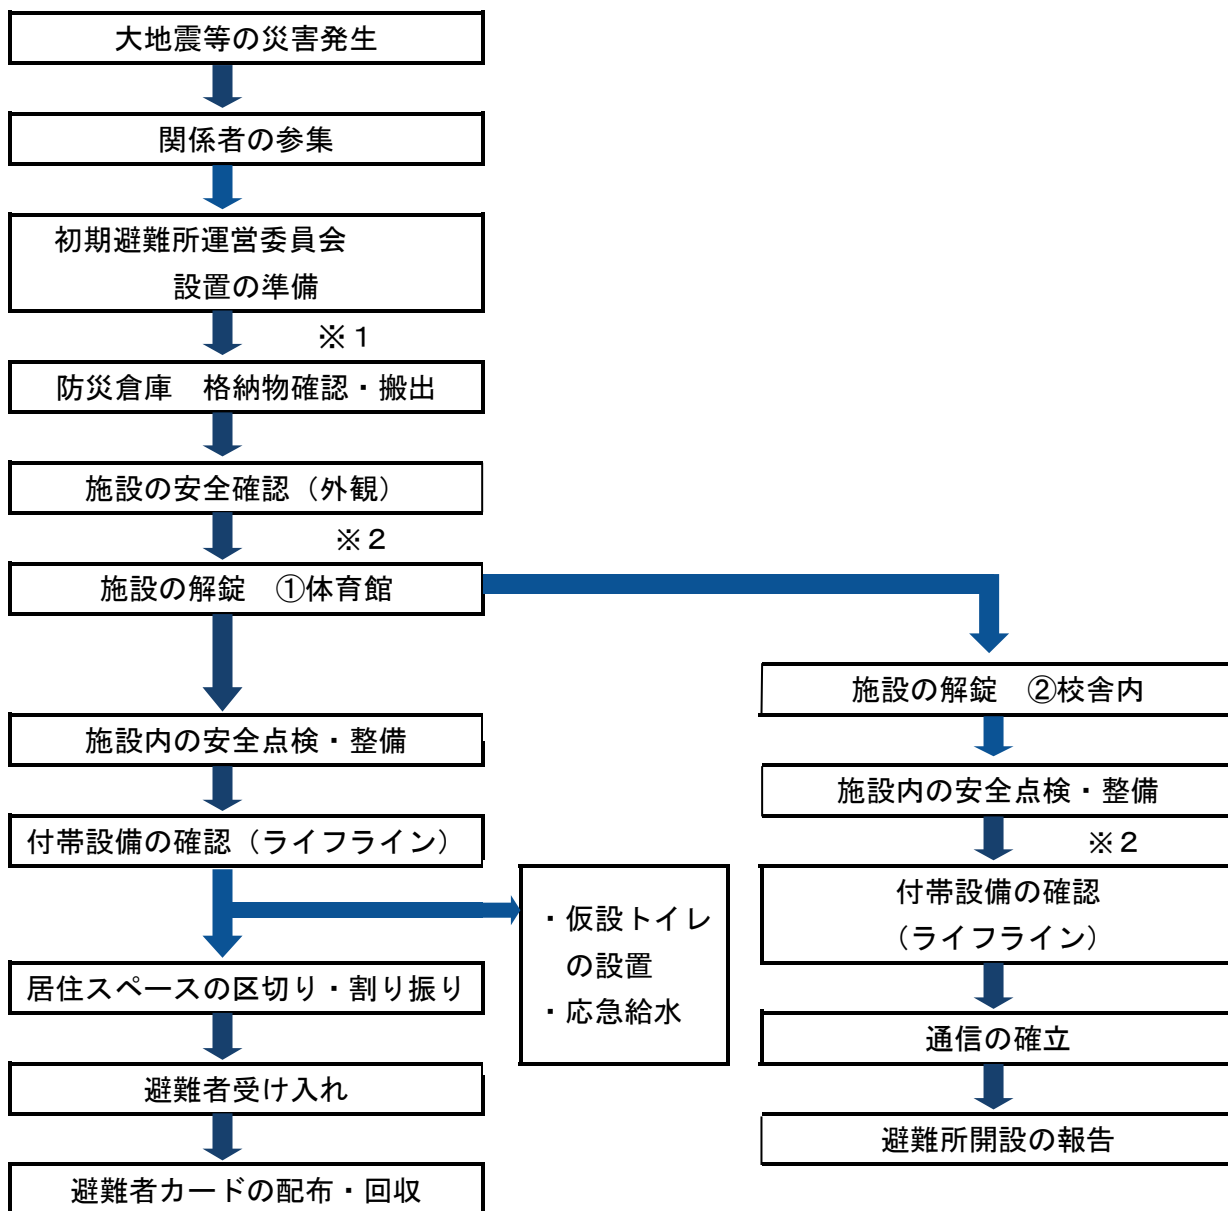 大地震等の災害発生
関係者の参集
初期避難所運営委員会
設置の準備
※１
防災倉庫　格納物確認・搬出
施設の安全確認（外観）
※２
施設の解錠　①体育館
施設内の安全点検・整備
付帯設備の確認（ライフライン）
・仮設トイレ
の設置
・応急給水
居住スペースの区切り・割り振り
避難者受け入れ
避難者カードの配布・回収
施設の解錠　②校舎内
施設内の安全点検・整備
※２
付帯設備の確認
（ライフライン）
通信の確立
避難所開設の報告